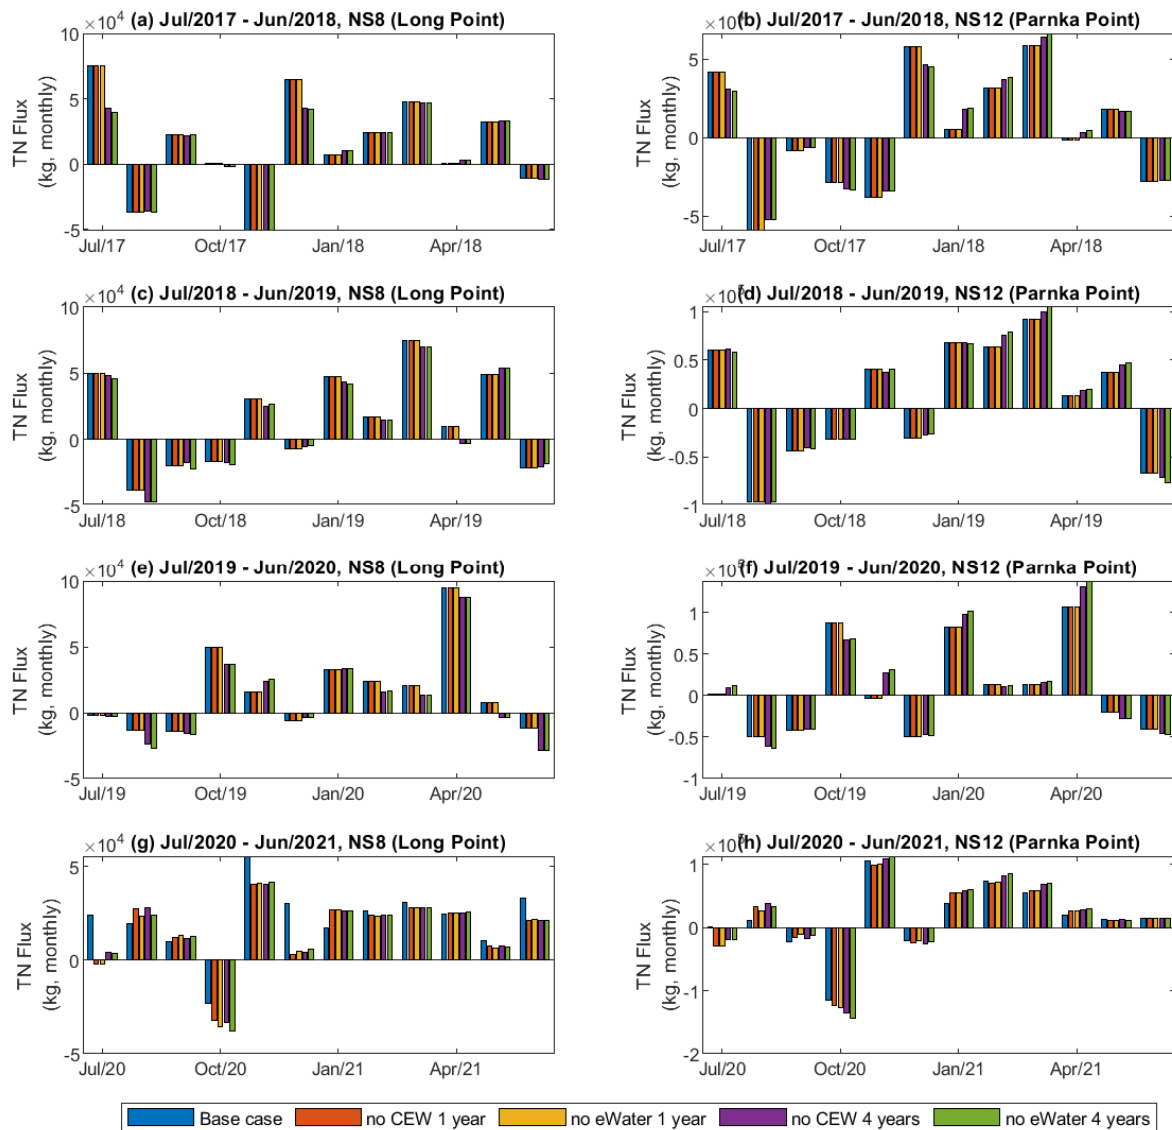 ×10⁴ (a) Jul/2017 - Jun/2018, NS8 (Long Point)
10
5
0
-5
TN Flux
(kg, monthly)
Jul/17 Oct/17 Jan/18 Apr/18
Jul/2017 - Jun/2018, NS12 (Parnka Point)
5
0
-5
TN Flux
(kg, monthly)
Jul/17 Oct/17 Jan/18 Apr/18
×10⁴ (c) Jul/2018 - Jun/2019, NS8 (Long Point)
10
5
0
-5
TN Flux
(kg, monthly)
Jul/18 Oct/18 Jan/19 Apr/19
(d) Jul/2018 - Jun/2019, NS12 (Parnka Point)
1
0.5
0
-0.5
-1
TN Flux
(kg, monthly)
Jul/18 Oct/18 Jan/19 Apr/19
×10⁴ (e) Jul/2019 - Jun/2020, NS8 (Long Point)
10
5
0
-5
TN Flux
(kg, monthly)
Jul/19 Oct/19 Jan/20 Apr/20
(f) Jul/2019 - Jun/2020, NS12 (Parnka Point)
1
0.5
0
-0.5
-1
TN Flux
(kg, monthly)
Jul/19 Oct/19 Jan/20 Apr/20
×10⁴ (g) Jul/2020 - Jun/2021, NS8 (Long Point)
5
0
-5
TN Flux
(kg, monthly)
Jul/20 Oct/20 Jan/21 Apr/21
(h) Jul/2020 - Jun/2021, NS12 (Parnka Point)
1
0
-1
-2
TN Flux
(kg, monthly)
Jul/20 Oct/20 Jan/21 Apr/21
Base case no CEW 1 year no eWater 1 year no CEW 4 years no eWater 4 years